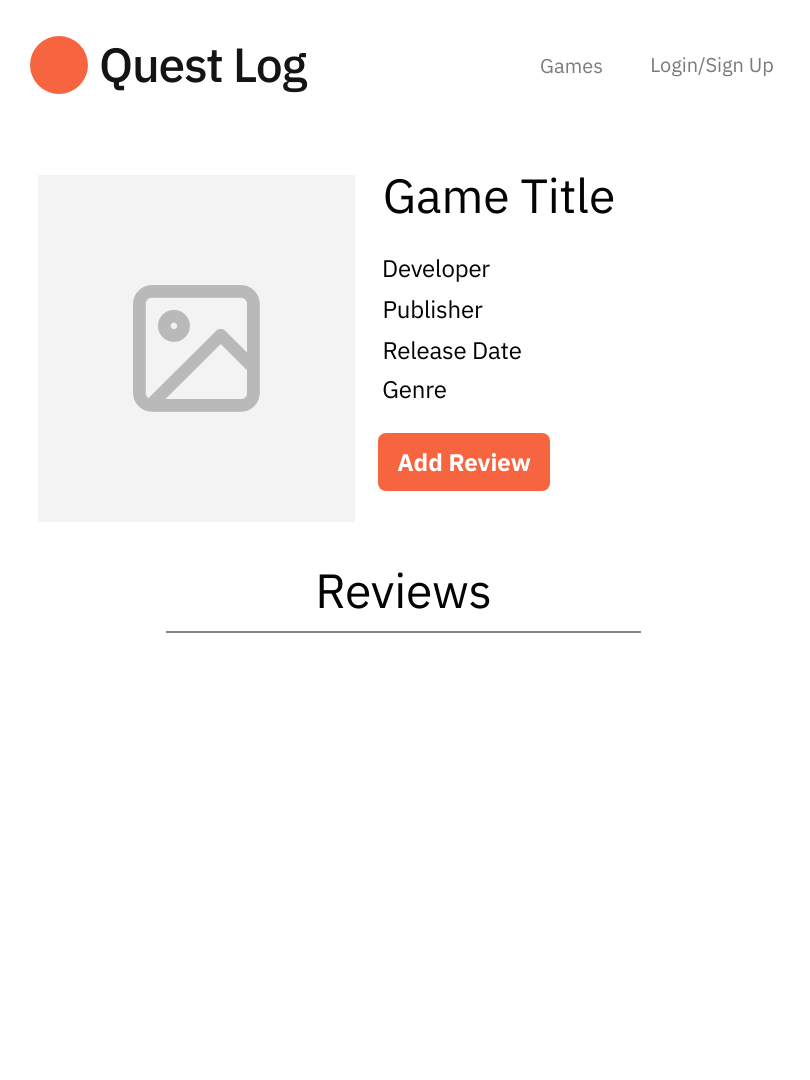 Quest Log
Games
Login/Sign Up
Game Title
Developer
Publisher
Release Date
Genre
Add Review
Reviews